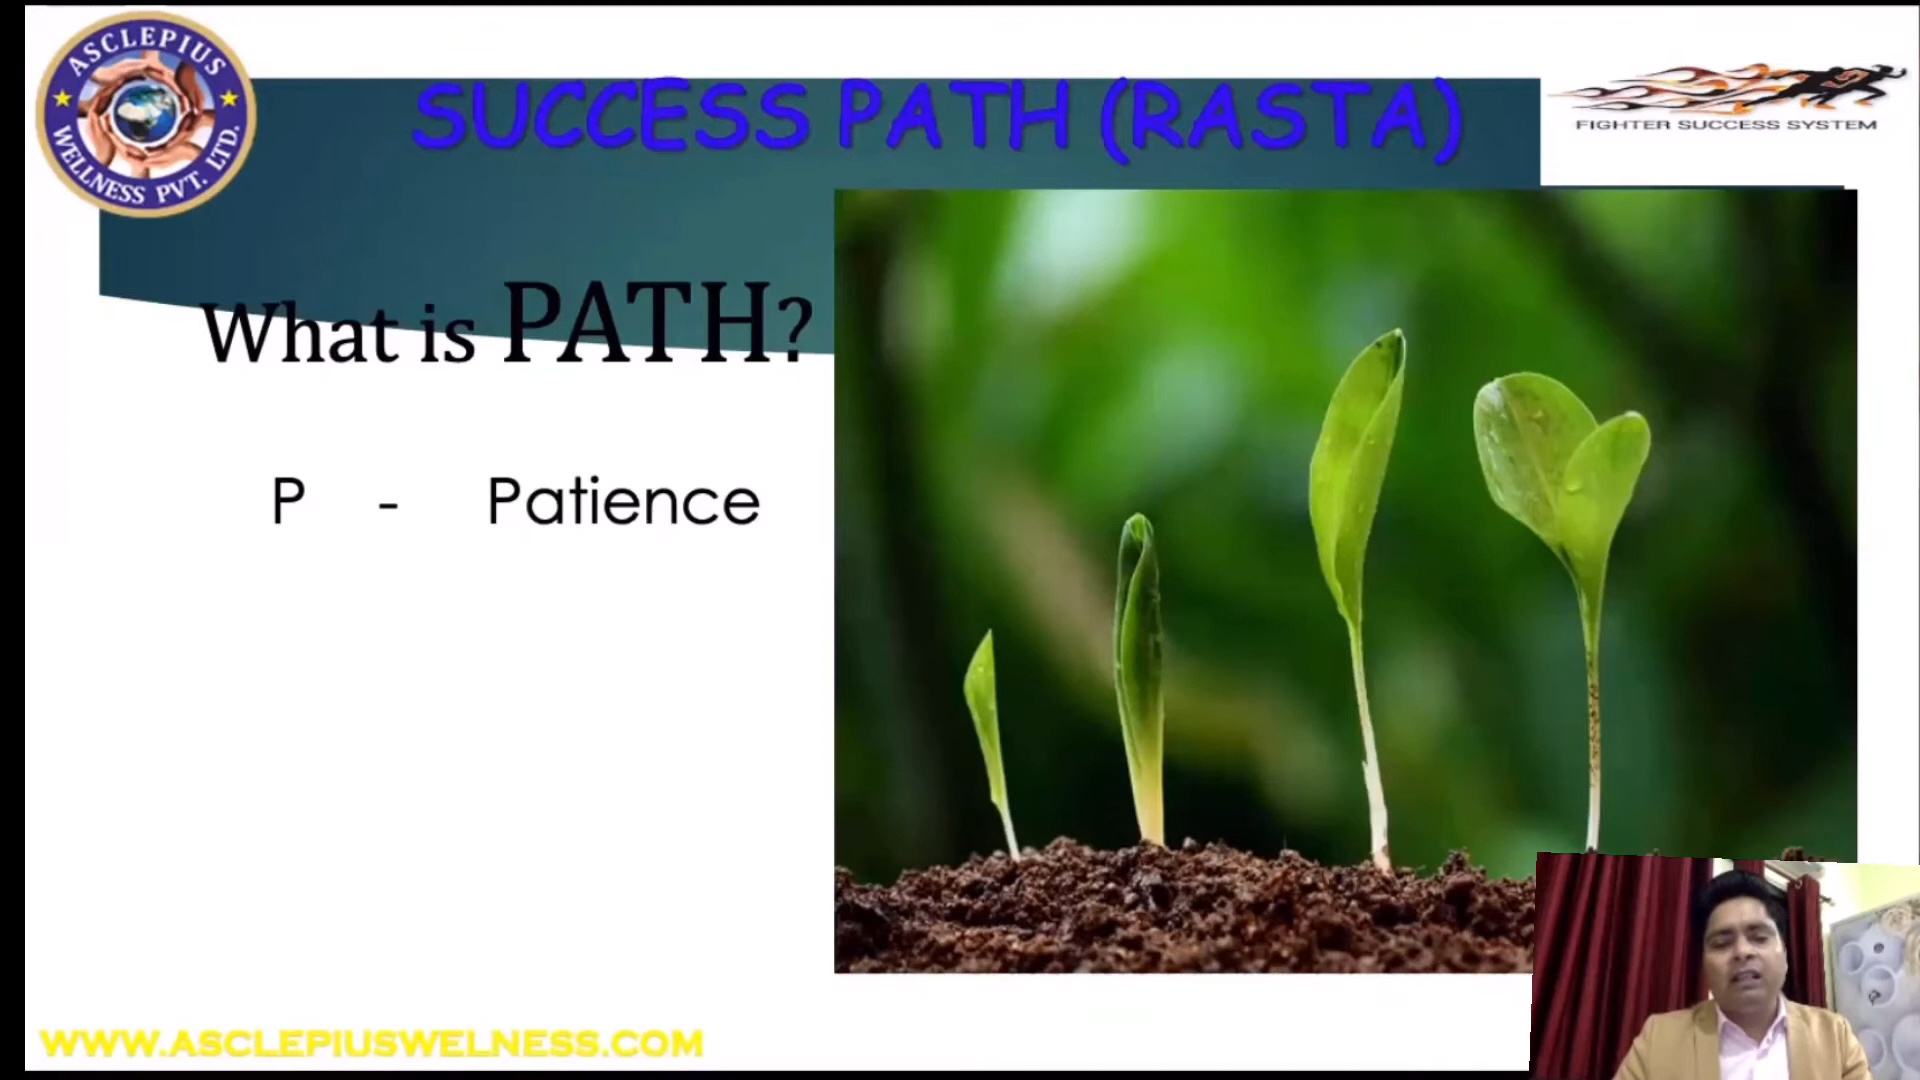 ASCLEPIUS
WELLNESS PVT. LTD.
SUCCESS PATH (RASTA)
FIGHTER SUCCESS SYSTEM
What is PATH?
P - Patience
WWW.ASCLEPIUSWELNESS.COM